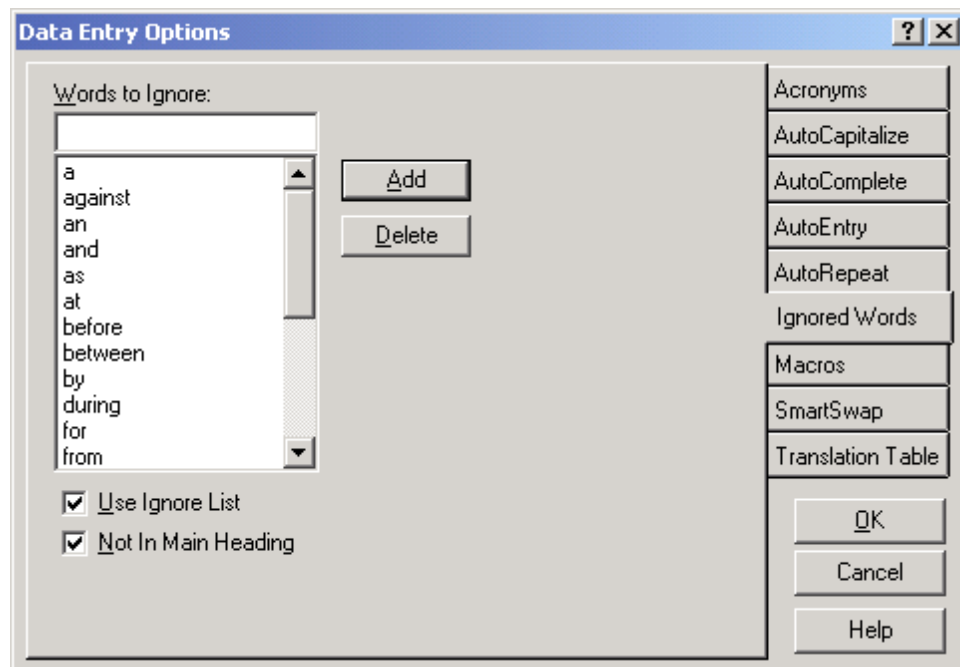 Data Entry Options
Words to Ignore:
a
against
an
and
as
at
before
between
by
during
for
from
Add
Delete
Use Ignore List
Not In Main Heading
Acronyms
AutoCapitalize
AutoComplete
AutoEntry
AutoRepeat
Ignored Words
Macros
SmartSwap
Translation Table
OK
Cancel
Help